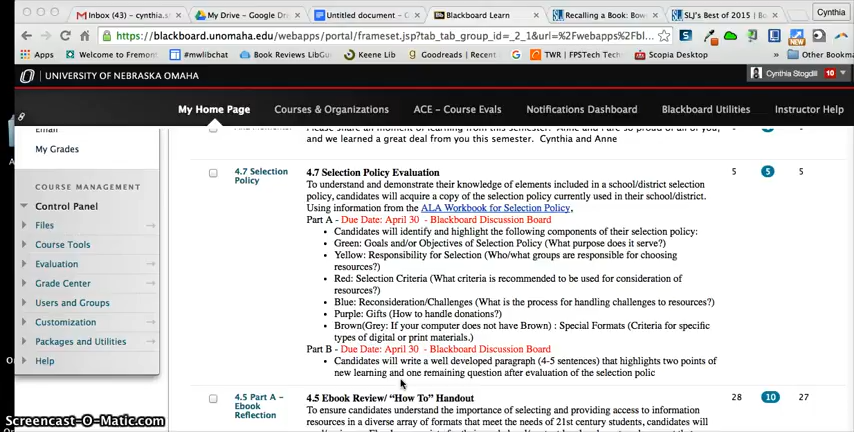 Inbox (43) – cynthia.s
My Drive – Google Dr
Untitled document – G
Blackboard Learn
Recalling a Book: Bowe
SLJ's Best of 2015 | Bo
Cynthia
https://blackboard.unomaha.edu/webapps/portal/frameset.jsp?tab_tab_group_id=_2_1&url=%2Fwebapps%2Fbl...
Apps
Welcome to Fremont
#mwlibchat
Book Reviews LibGu
Keene Lib
Goodreads | Recent
TWR / FPSTech Tech
Scopia Desktop
»
Other Bookmar
UNIVERSITY OF NEBRASKA OMAHA
Cynthia Stogdill
10
My Home Page
Courses & Organizations
ACE – Course Evals
Notifications Dashboard
Blackboard Utilities
Instructor Help
Email
My Grades
COURSE MANAGEMENT
Control Panel
Files
Course Tools
Evaluation
Grade Center
Users and Groups
Customization
Packages and Utilities
Help
Please share an moment of learning from this semester. Anne and I are so proud of all of you,
and we learned a great deal from you this semester. Cynthia and Anne
4.7 Selection
Policy
4.7 Selection Policy Evaluation
5
5
5
To understand and demonstrate their knowledge of elements included in a school/district selection
policy, candidates will acquire a copy of the selection policy currently used in their school/district.
Using information from the ALA Workbook for Selection Policy,
Part A - Due Date: April 30 - Blackboard Discussion Board
• Candidates will identify and highlight the following components of their selection policy:
• Green: Goals and/or Objectives of Selection Policy (What purpose does it serve?)
• Yellow: Responsibility for Selection (Who/what groups are responsible for choosing
resources?)
• Red: Selection Criteria (What criteria is recommended to be used for consideration of
resources?)
• Blue: Reconsideration/Challenges (What is the process for handling challenges to resources?)
• Purple: Gifts (How to handle donations?)
• Brown(Grey: If your computer does not have Brown) : Special Formats (Criteria for specific
types of digital or print materials.)
Part B - Due Date: April 30 - Blackboard Discussion Board
• Candidates will write a well developed paragraph (4-5 sentences) that highlights two points of
new learning and one remaining question after evaluation of the selection polic
4.5 Part A –
Ebook
Reflection
4.5 Ebook Review/ “How To” Handout
28
10
27
To ensure candidates understand the importance of selecting and providing access to information
resources in a diverse array of formats that meet the needs of 21st century students, candidates will
Screencast-O-Matic.com